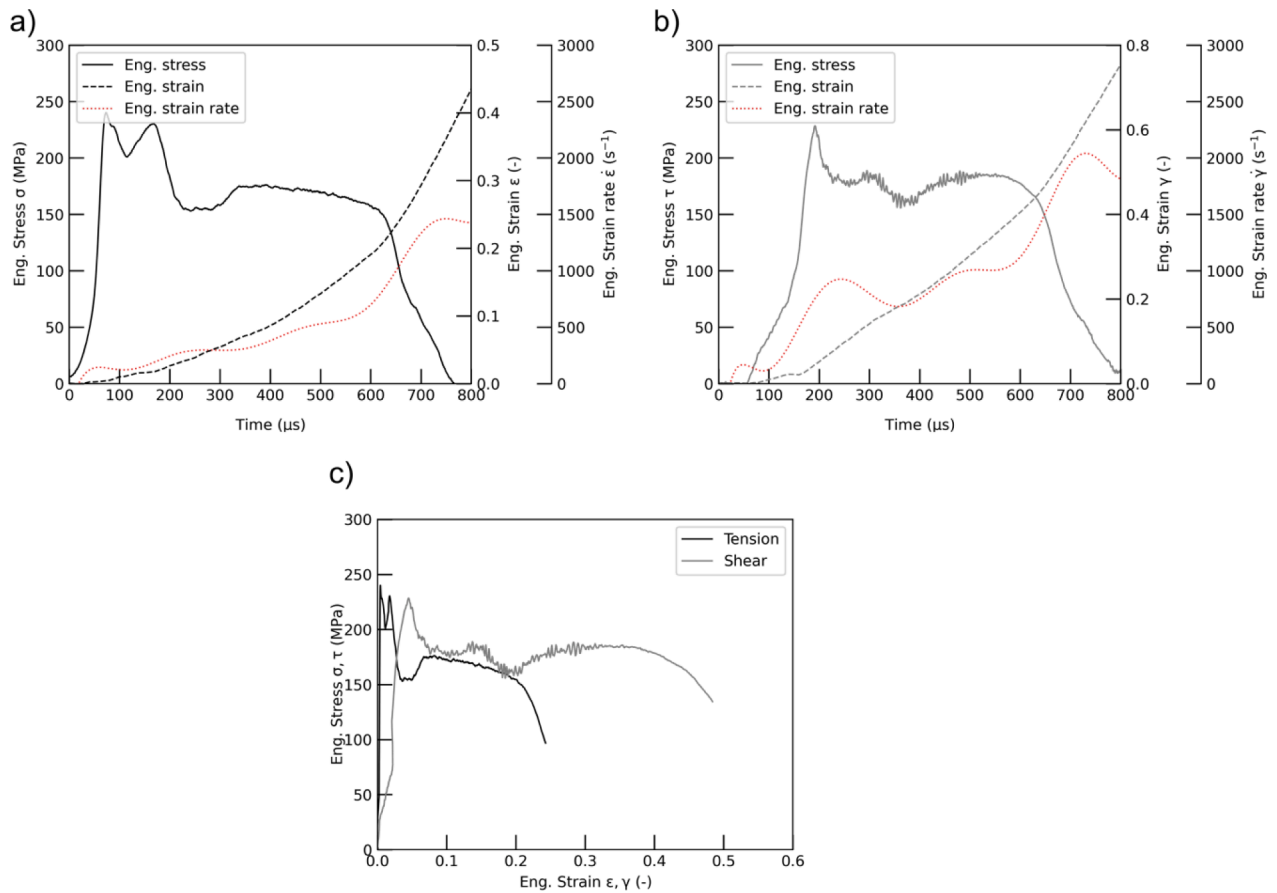 a)
300
250
200
150
100
50
0
Eng. Stress σ (MPa)
Eng. stress
Eng. strain
Eng. strain rate
0 100 200 300 400 500 600 700 800
Time (μs)
0.5
0.4
0.3
0.2
0.1
0.0
Eng. Strain ε (-)
3000
2500
2000
1500
1000
500
0
Eng. Strain rate ε̇ (s⁻¹)
b)
300
250
200
150
100
50
0
Eng. Stress τ (MPa)
Eng. stress
Eng. strain
Eng. strain rate
0 100 200 300 400 500 600 700 800
Time (μs)
0.8
0.6
0.4
0.2
0.0
Eng. Strain γ (-)
3000
2500
2000
1500
1000
500
0
Eng. Strain rate γ̇ (s⁻¹)
c)
300
250
200
150
100
50
0
Eng. Stress σ, τ (MPa)
Tension
Shear
0.0 0.1 0.2 0.3 0.4 0.5 0.6
Eng. Strain ε, γ (-)